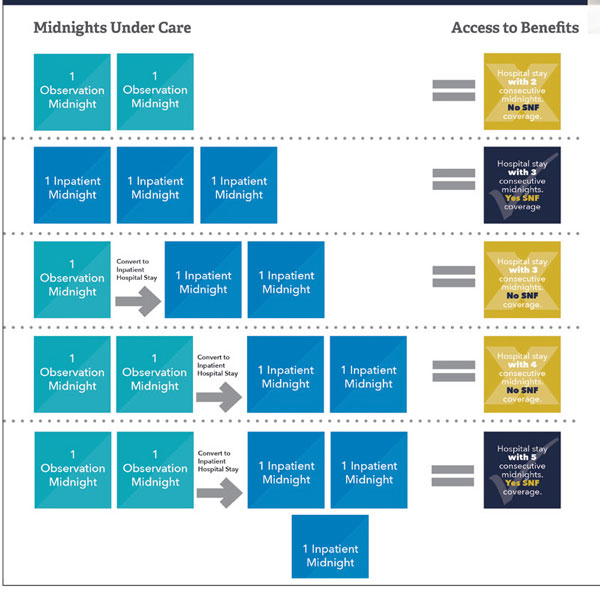 Midnights Under Care
Access to Benefits
1
Observation
Midnight
1
Observation
Midnight
Hospital stay
with 2
consecutive
midnights.
No SNF
coverage.
1 Inpatient
Midnight
1 Inpatient
Midnight
1 Inpatient
Midnight
Hospital stay
with 3
consecutive
midnights.
Yes SNF
coverage
1
Observation
Midnight
Convert to
Inpatient
Hospital Stay
1 Inpatient
Midnight
1 Inpatient
Midnight
Hospital stay
with 3
consecutive
midnights.
No SNF
coverage.
1
Observation
Midnight
1
Observation
Midnight
Convert to
Inpatient
Hospital Stay
1 Inpatient
Midnight
1 Inpatient
Midnight
Hospital stay
with 4
consecutive
midnights.
No SNF
coverage.
1
Observation
Midnight
1
Observation
Midnight
Convert to
Inpatient
Hospital Stay
1 Inpatient
Midnight
1 Inpatient
Midnight
Hospital stay
with 5
consecutive
midnights.
Yes SNF
coverage.
1 Inpatient
Midnight